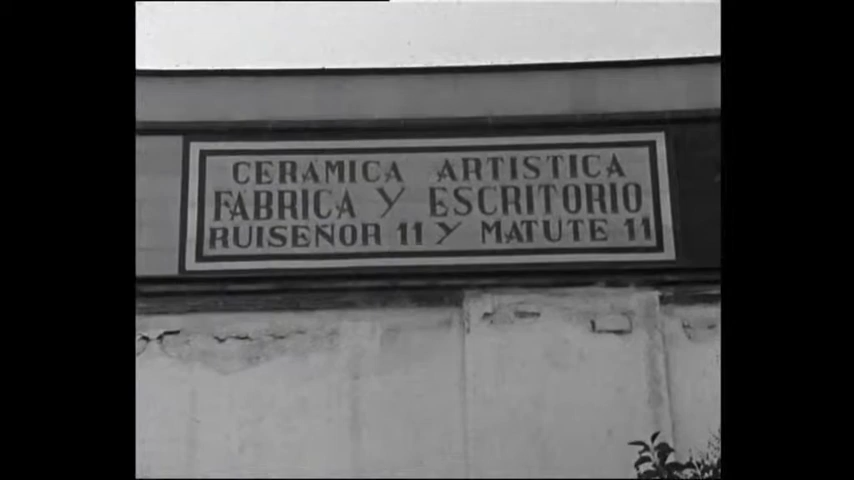 CERAMICA ARTISTICA
FABRICA Y ESCRITORIO
RUISEÑOR 11 Y MATUTE 11